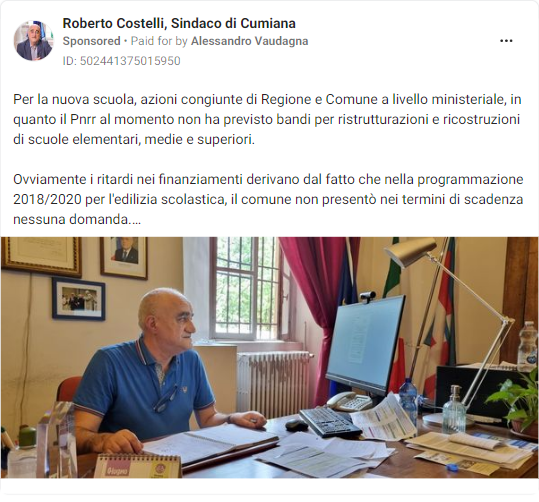 Roberto Costelli, Sindaco di Cumiana
Sponsored • Paid for by Alessandro Vaudagna
ID: 502441375015950
Per la nuova scuola, azioni congiunte di Regione e Comune a livello ministeriale, in
quanto il Pnrr al momento non ha previsto bandi per ristrutturazioni e ricostruzioni
di scuole elementari, medie e superiori.
Ovviamente i ritardi nei finanziamenti derivano dal fatto che nella programmazione
2018/2020 per l'edilizia scolastica, il comune non presentò nei termini di scadenza
nessuna domanda....
Giugno